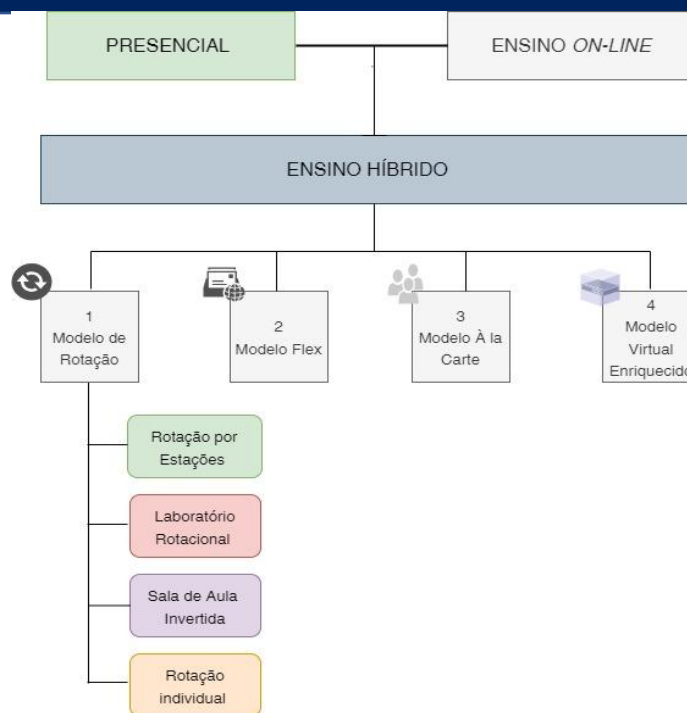 PRESENCIAL
ENSINO ON-LINE
ENSINO HÍBRIDO
1
Modelo de
Rotação
2
Modelo Flex
3
Modelo À la
Carte
4
Modelo
Virtual
Enriquecido
Rotação por
Estações
Laboratório
Rotacional
Sala de Aula
Invertida
Rotação
individual